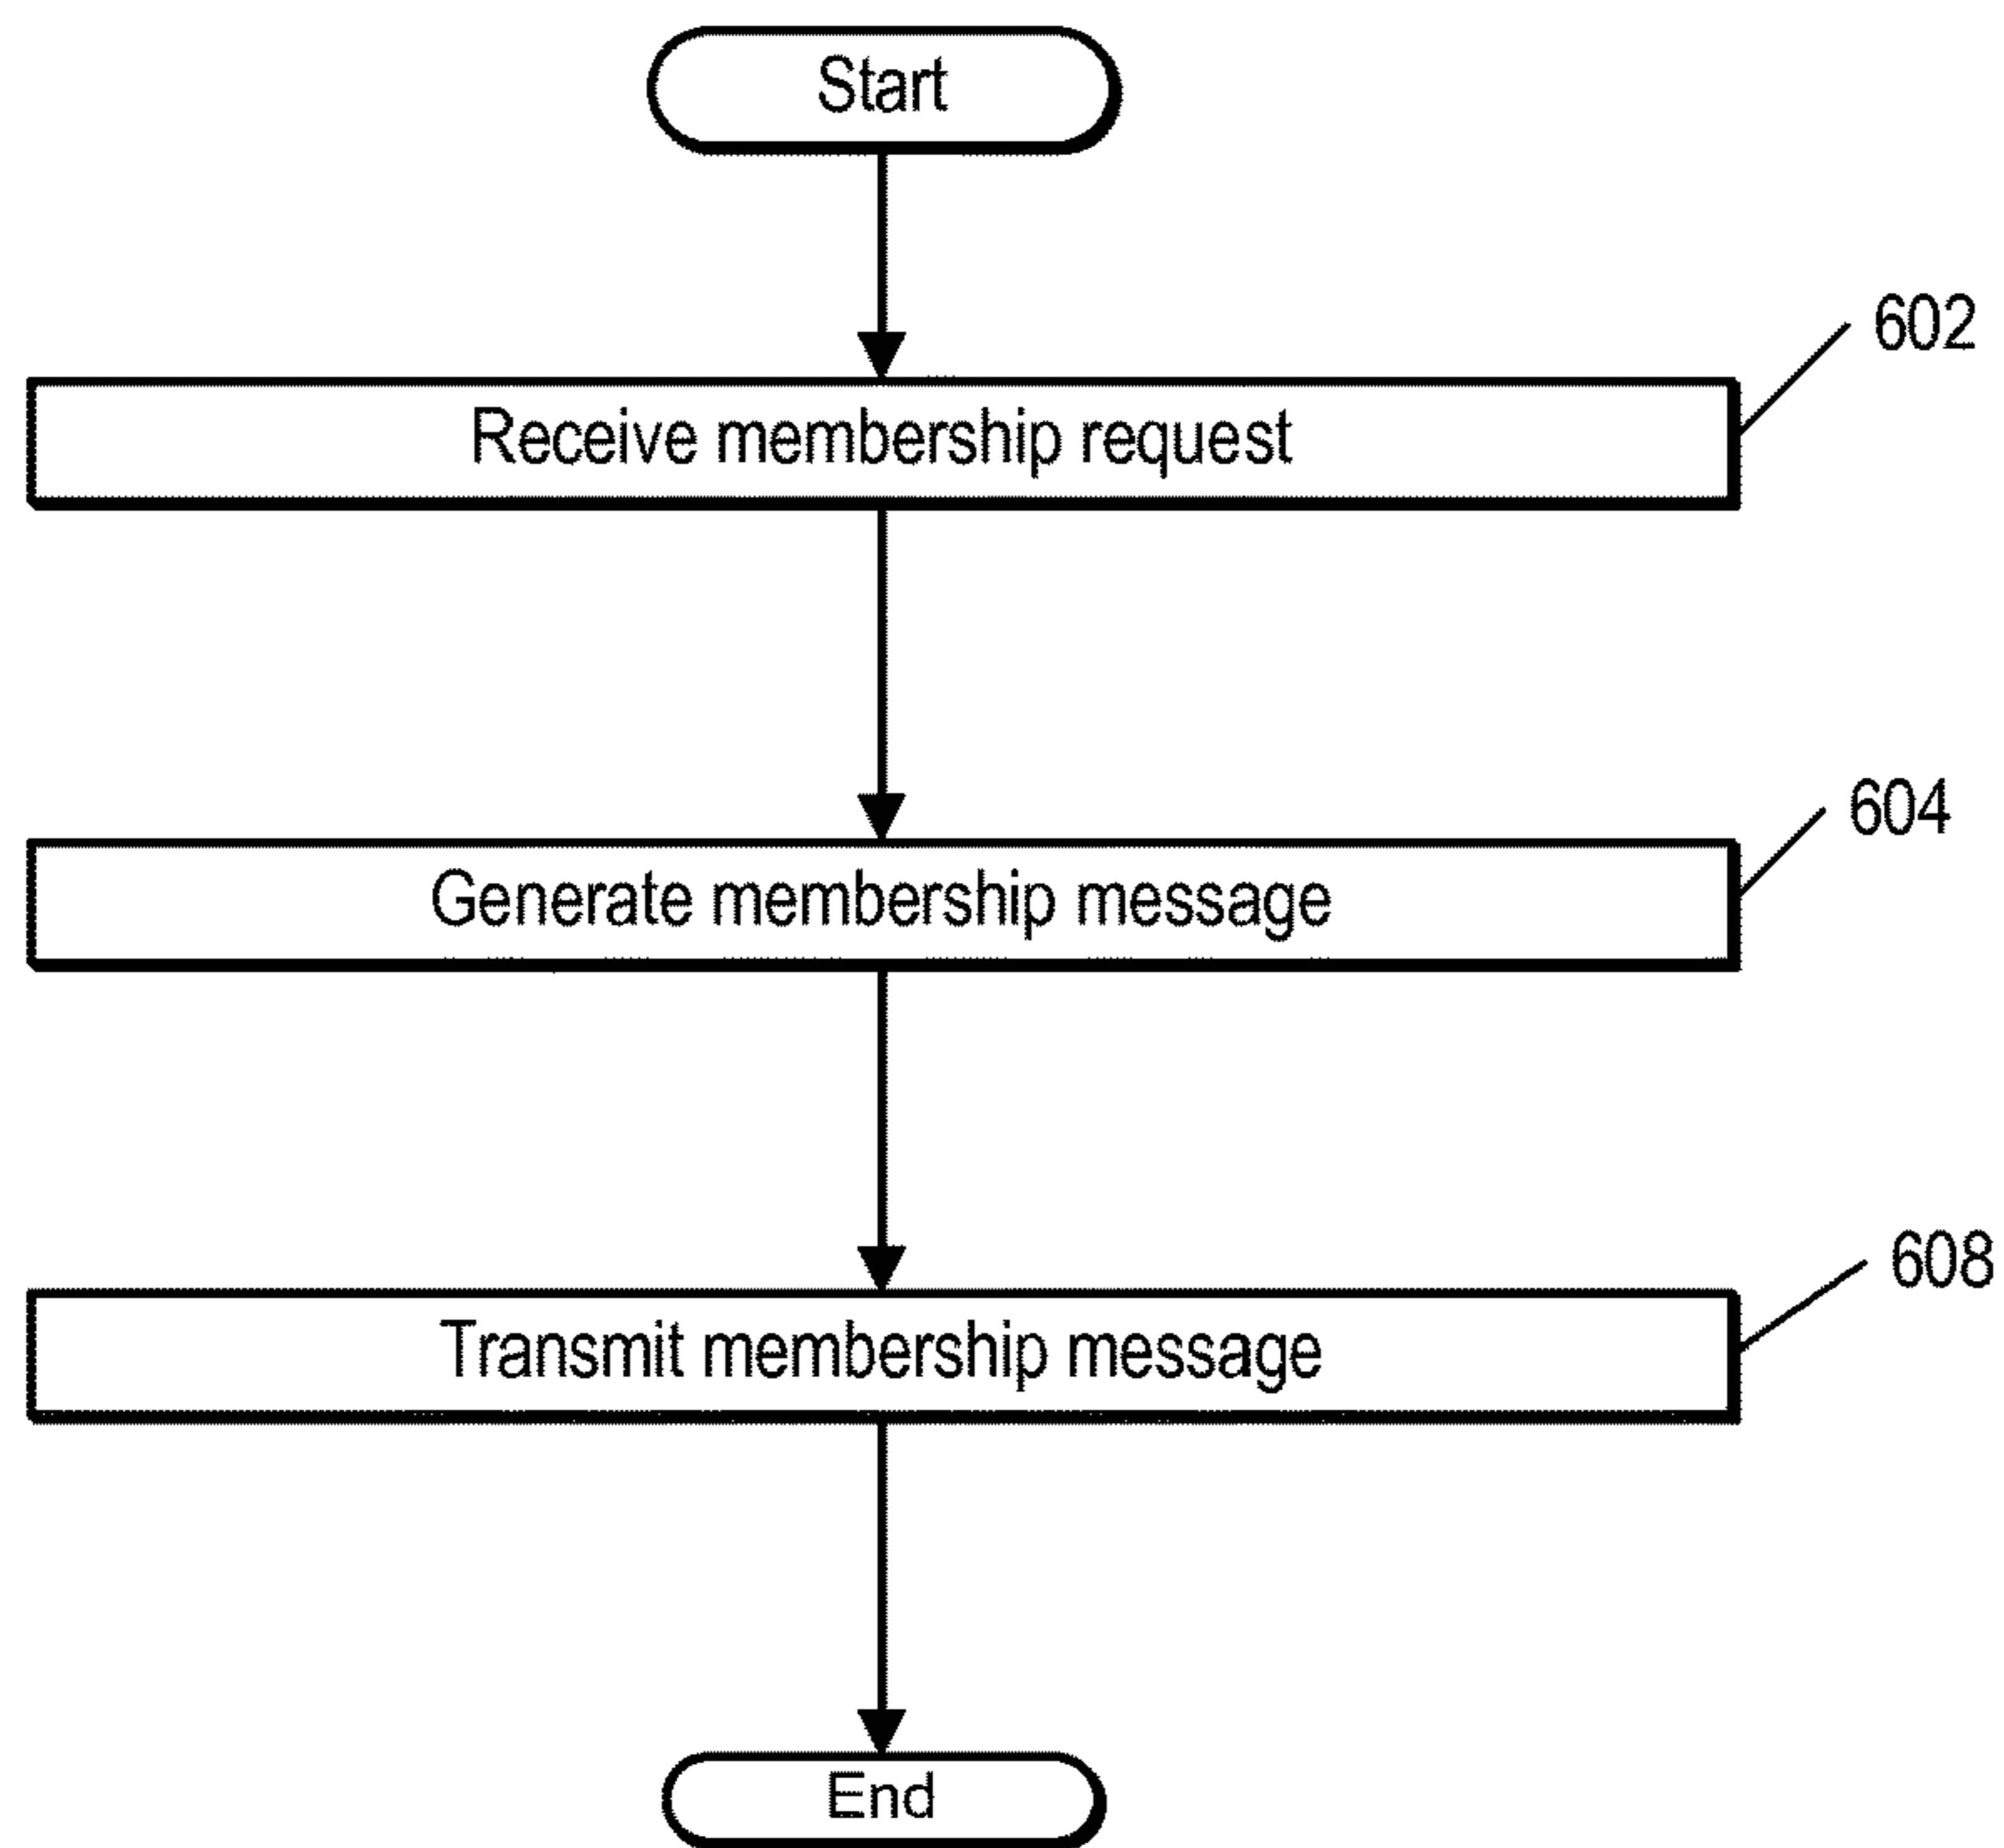 Start
602
Receive membership request
604
Generate membership message
608
Transmit membership message
End